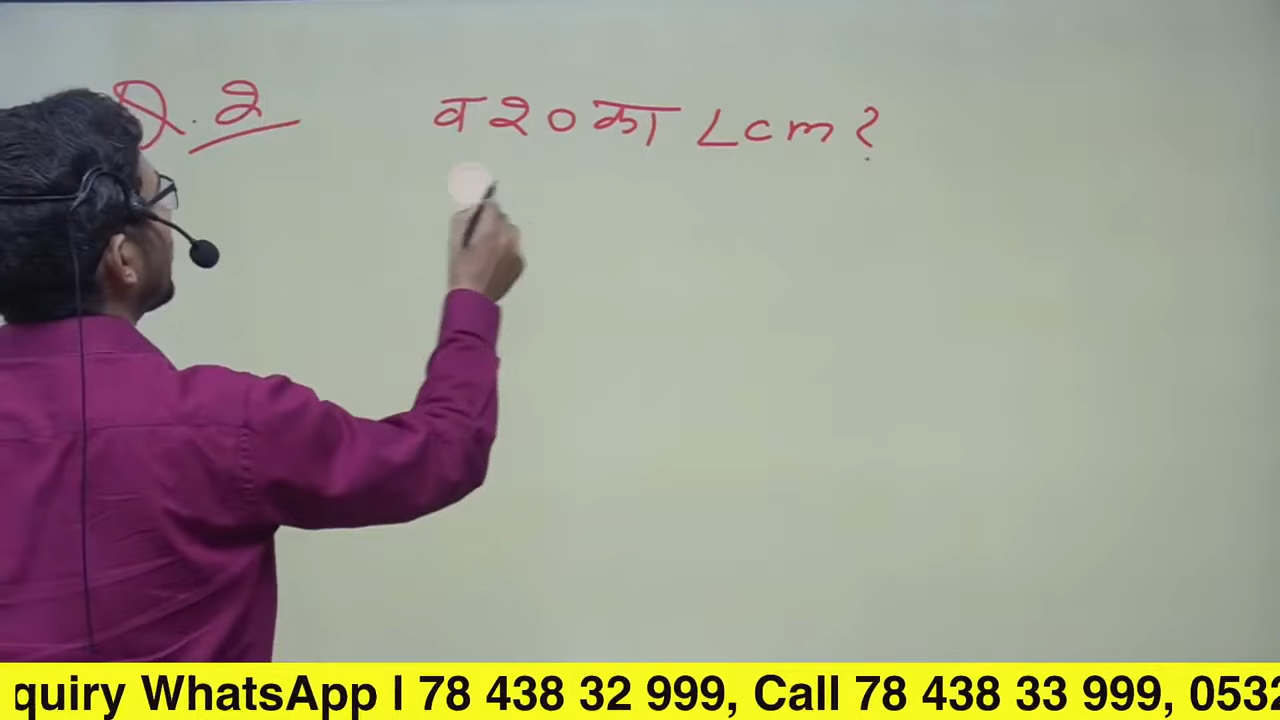 Q. 2 व 20 का Lcm ?
quiry WhatsApp | 78 438 32 999, Call 78 438 33 999, 0532